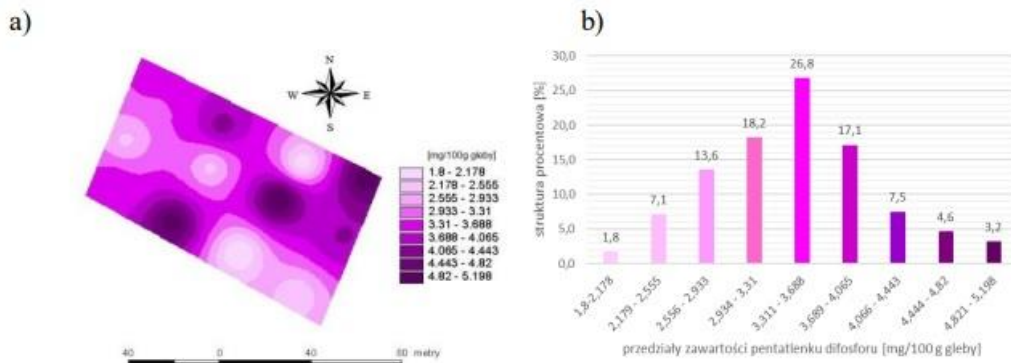 a)
N
W E
S
[mg/100g gleby]
1.8 - 2.178
2.178 - 2.555
2.555 - 2.933
2.933 - 3.31
3.31 - 3.688
3.688 - 4.065
4.065 - 4.443
4.443 - 4.82
4.82 - 5.198
40 0 40 80 metry
b)
struktura procentowa [%]
30,0
25,0
20,0
15,0
10,0
5,0
0,0
1,8
7,1
13,6
18,2
26,8
17,1
7,5
4,6
3,2
1,8-2,178
2,179 - 2,555
2,556 - 2,933
2,934 - 3,31
3,311 - 3,688
3,689 - 4,065
4,066 - 4,443
4,444 - 4,82
4,821 - 5,198
przedziały zawartości pentatlenku difosforu [mg/100 g gleby]